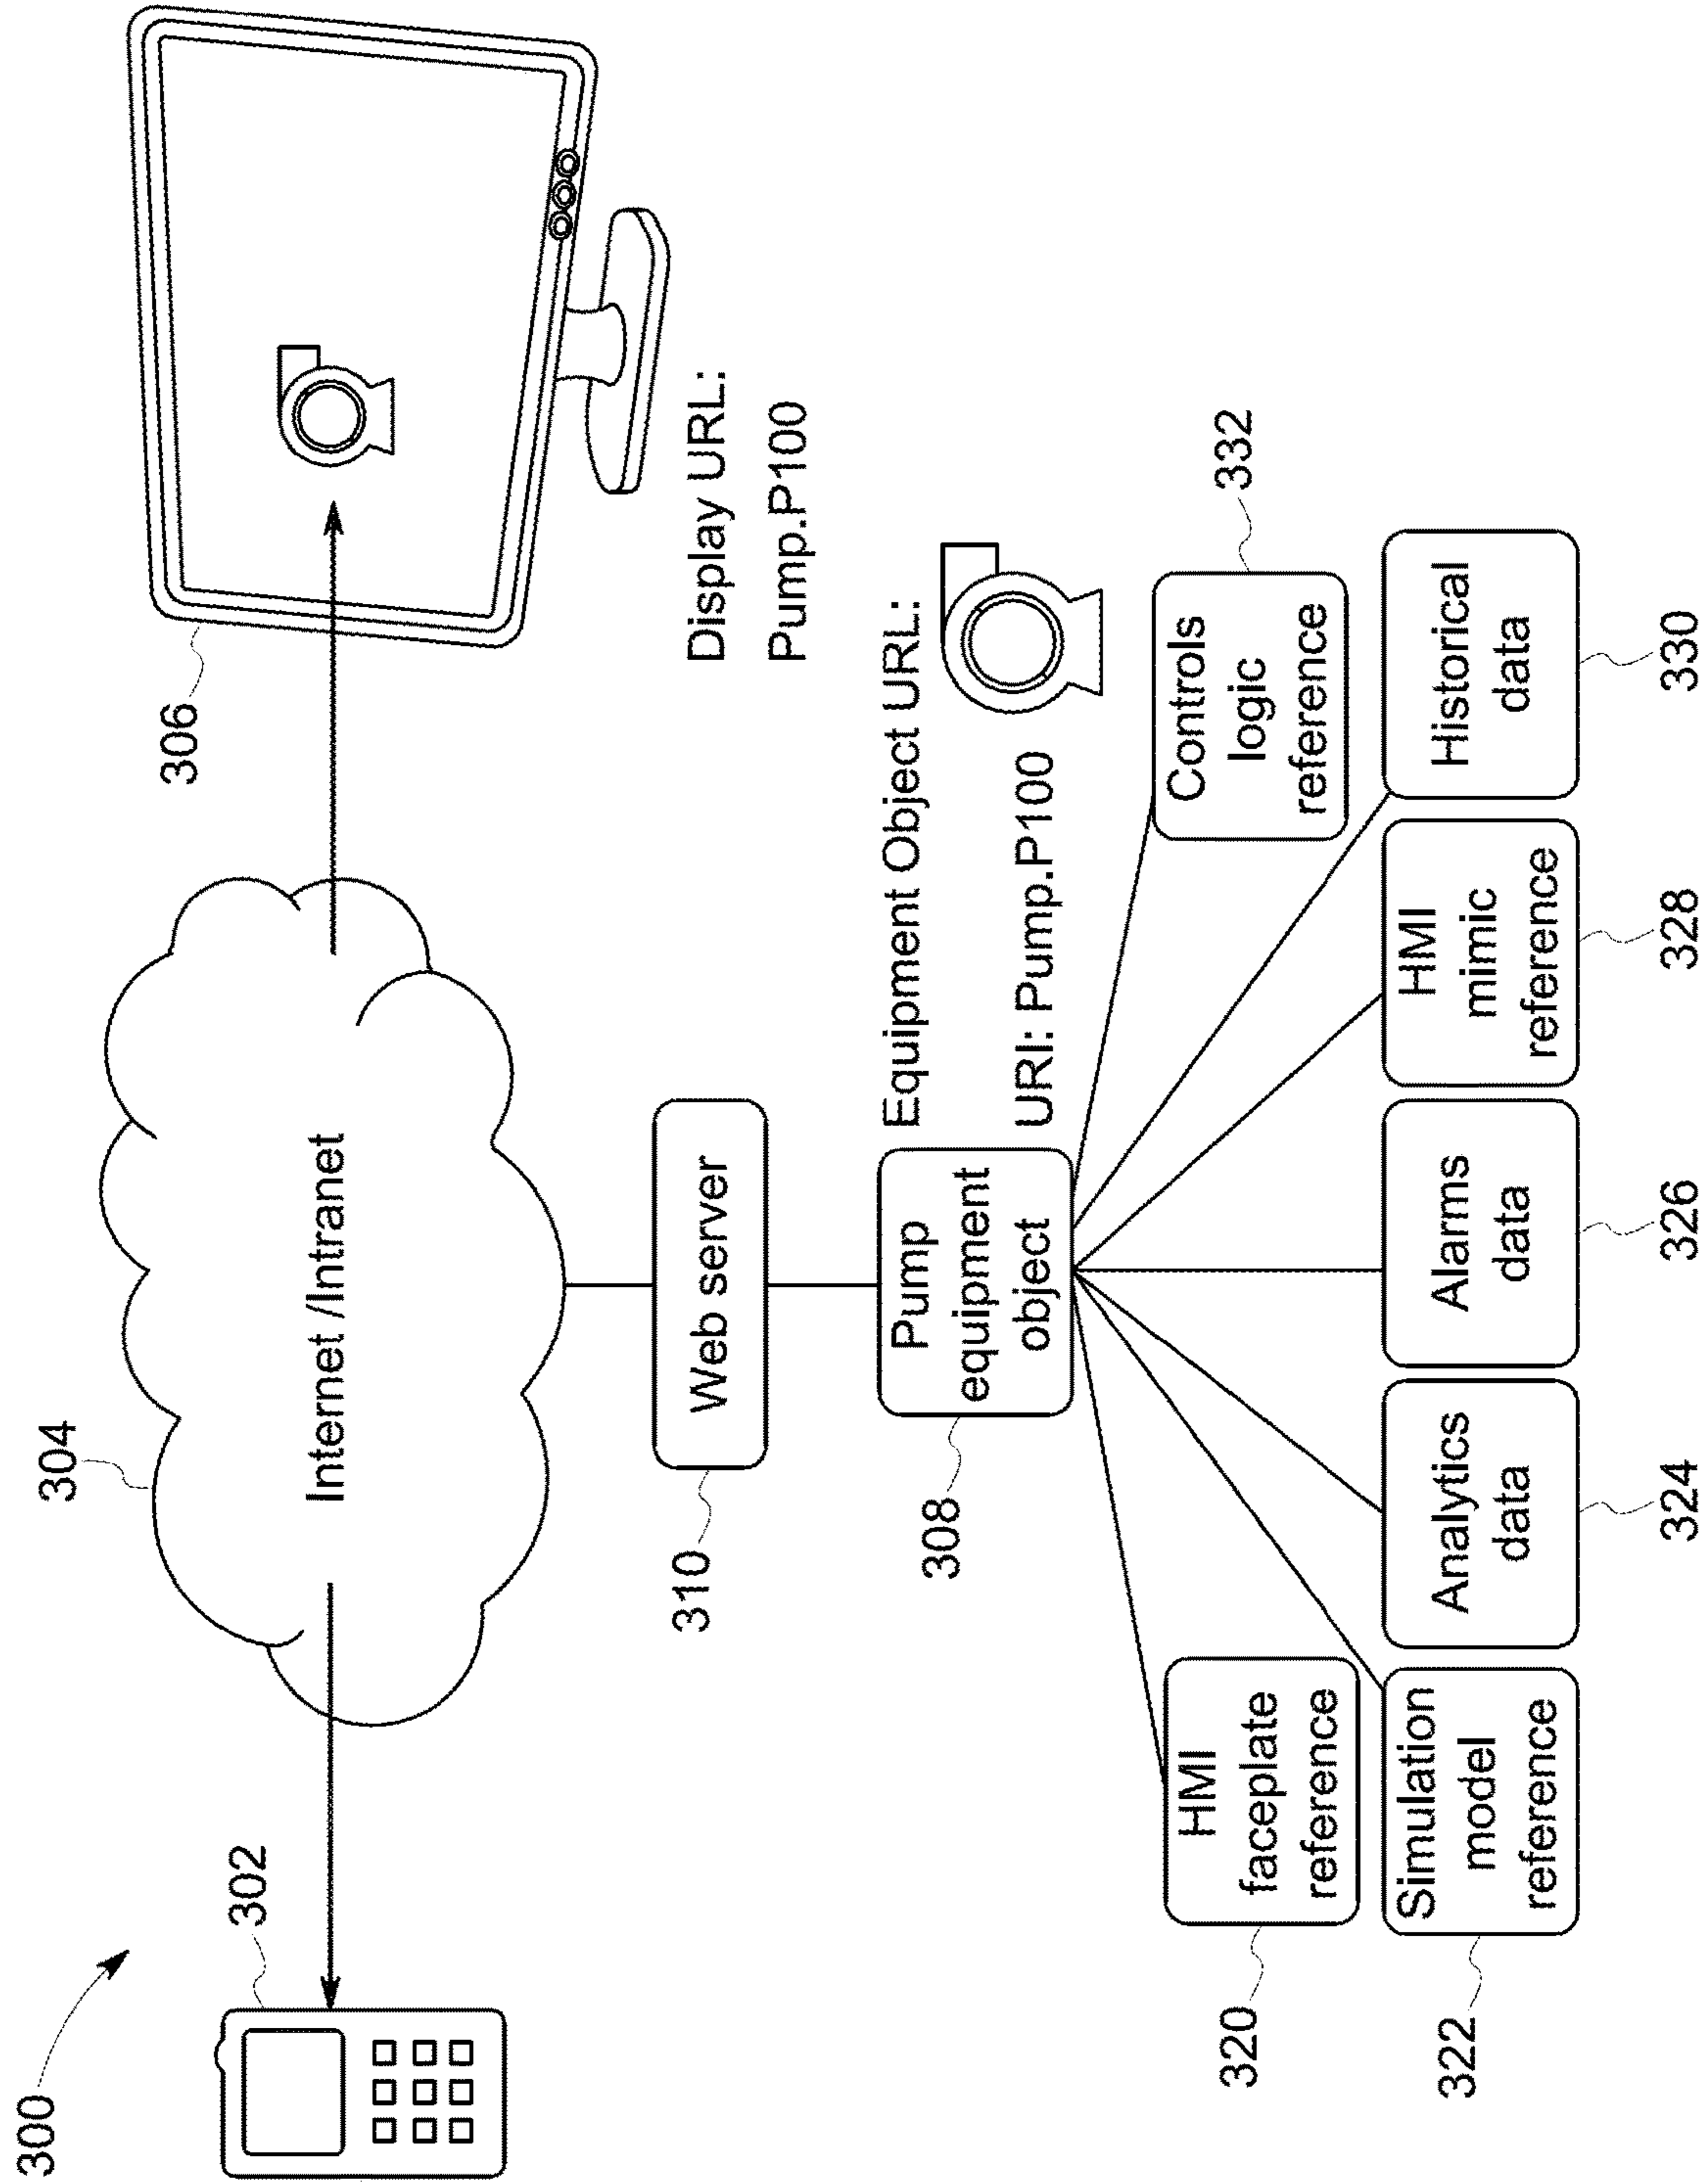 300
302
304
306
Internet /Intranet
Display URL:
Pump.P100
310
Web server
308
Pump
equipment
object
Equipment Object URL:
URI: Pump.P100
320
HMI
faceplate
reference
Controls
logic
reference
332
322
Simulation
model
reference
Analytics
data
Alarms
data
HMI
mimic
reference
Historical
data
324
326
328
330